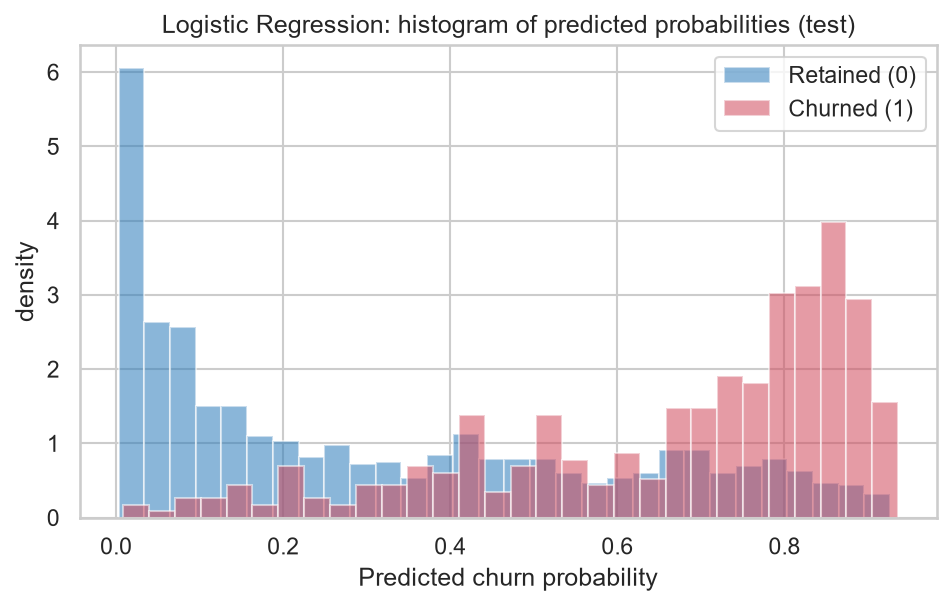 Logistic Regression: histogram of predicted probabilities (test)
Retained (0)
Churned (1)
density
6
5
4
3
2
1
0
0.0 0.2 0.4 0.6 0.8
Predicted churn probability